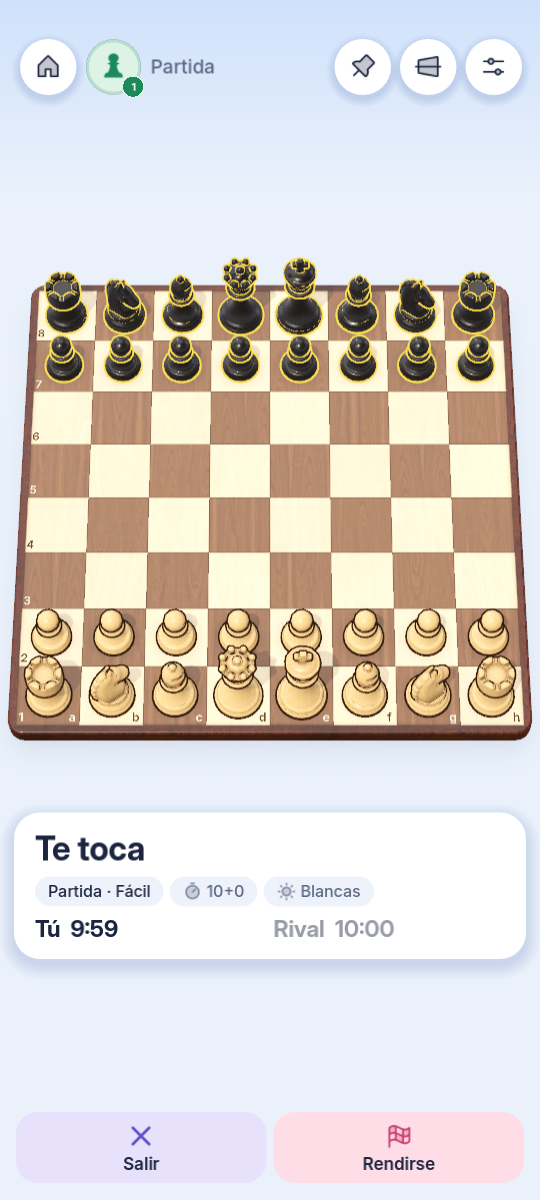 Partida
1
8
7
6
5
4
3
2
1 a b c d e f g h
Te toca
Partida · Fácil 10+0 Blancas
Tú 9:59 Rival 10:00
Salir Rendirse